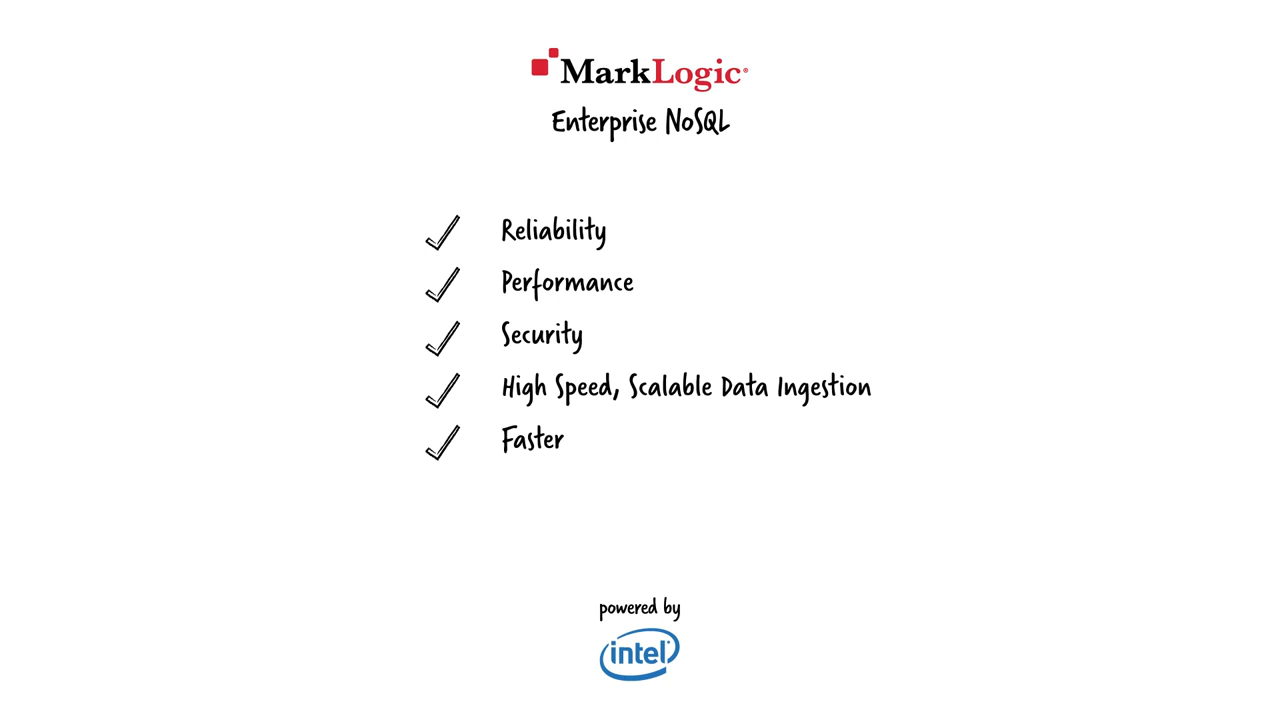 MarkLogic®
Enterprise NoSQL
Reliability
Performance
Security
High Speed, Scalable Data Ingestion
Faster
powered by
intel